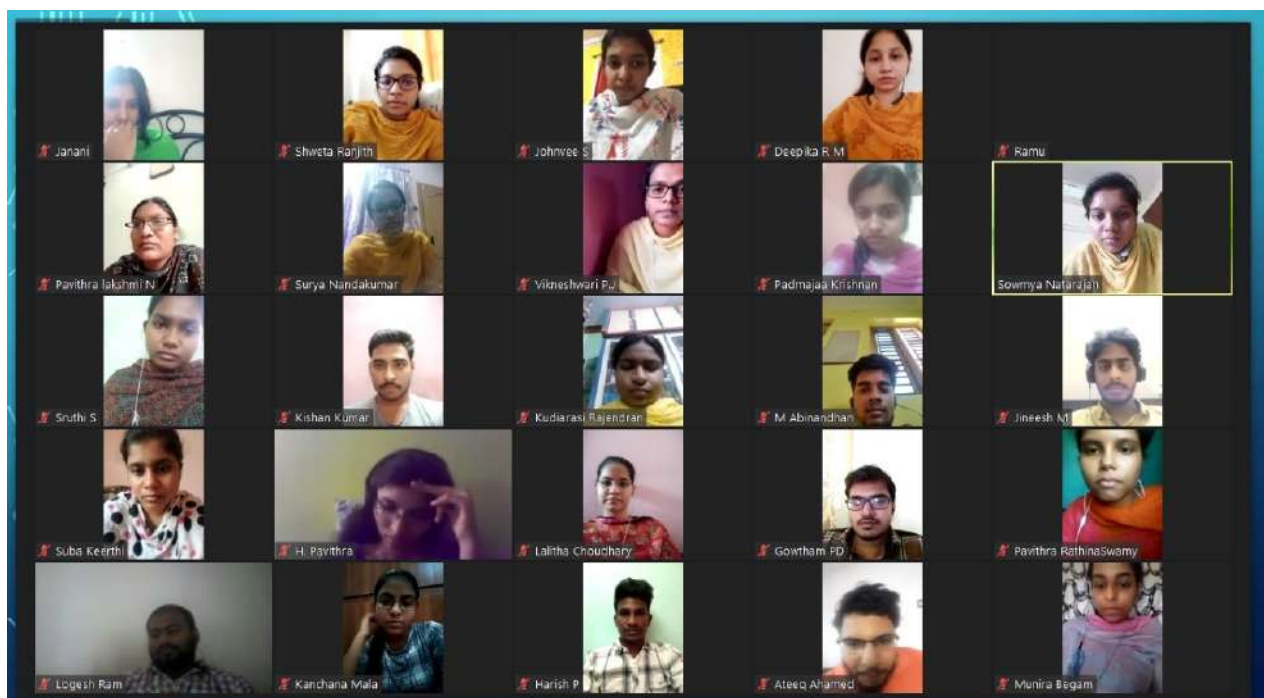 Janani
Shweta Ranjith
Johnvee S
Deepika R M
Ramu
Pavithra lakshmi N
Surya Nandakumar
Vikneshwari P.J
Padmajaa Krishnan
Sowmya Natarajan
Sruthi S
Kishan Kumar
Kudiarasi Rajendran
M Abinandhan
Jineesh M
Suba Keerthi
H. Pavithra
Lalitha Choudhary
Gowtham PD
Pavithra RathinaSwamy
Logesh Ram
Kanchana Mala
Harish P
Ateeq Ahamed
Munira Begam